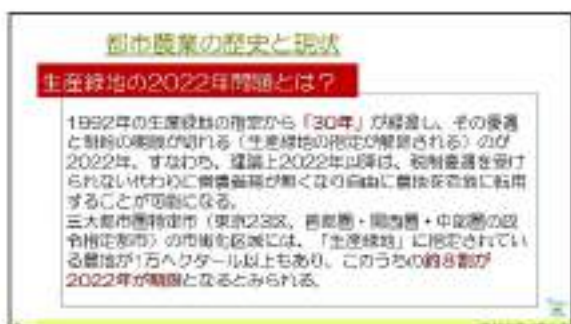 都市農業の歴史と現状
生産緑地の2022年問題とは？
1992年の生産緑地の指定から「30年」が経過し、その優遇
と制約の期限が切れる（生産緑地の指定が解除される）のが
2022年。すなわち、理論上2022年以降は、税制優遇を受け
られない代わりに営農義務が無くなり自由に農地を宅地に転用
することが可能になる。
三大都市圏特定市（東京23区、首都圏・関西圏・中部圏の政
令指定都市）の市街化区域には、「生産緑地」に指定されてい
る農地が1万ヘクタール以上もあり、このうちの約8割が
2022年が期限となるとみられる。